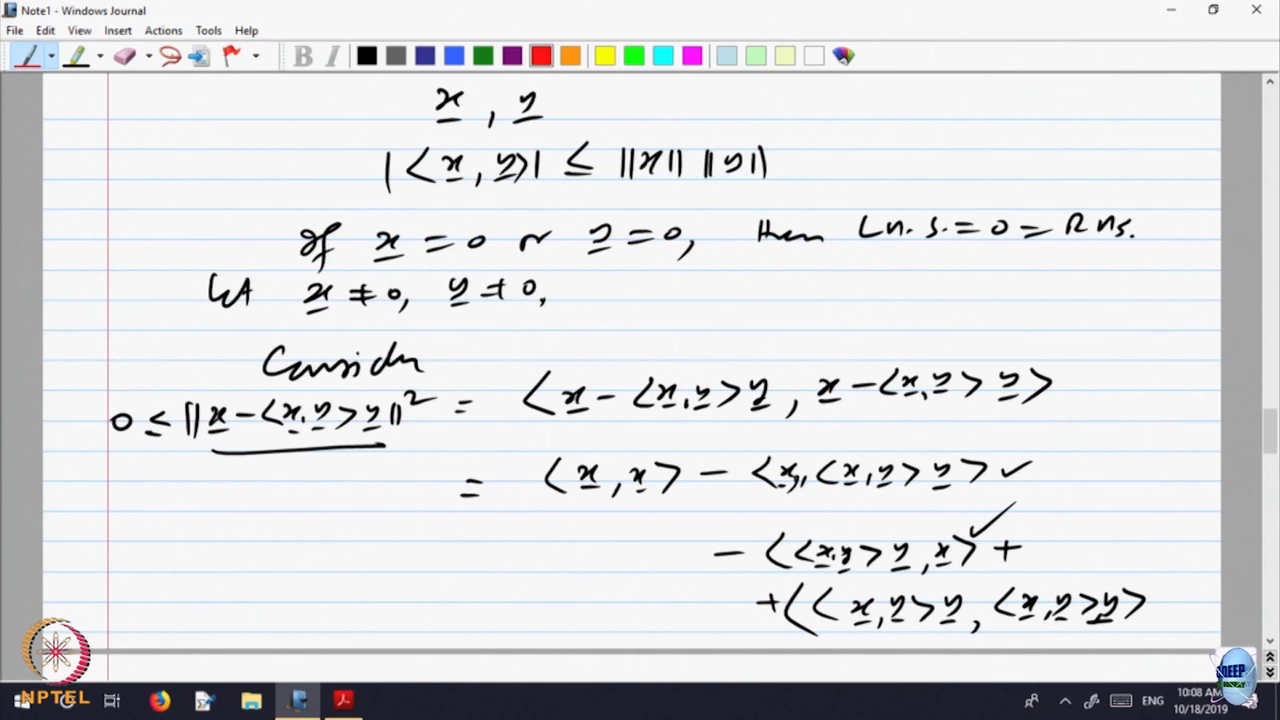 Note1 - Windows Journal
File Edit View Insert Actions Tools Help
B I
x , y
|<x, y>| ≤ ||x|| ||y||
If x = 0 or y = 0, then L.H.S. = 0 = R.H.S.
Let x ≠ 0, y ≠ 0,
Consider
0 ≤ ||x - <x, y> y||² = <x - <x, y> y, x - <x, y> y>
= <x, x> - <x, <x, y> y> ✓
- <<x, y> y, x> ✓ +
+ <<x, y> y, <x, y> y>
NPTEL
ENG
10:08 AM
10/18/2019